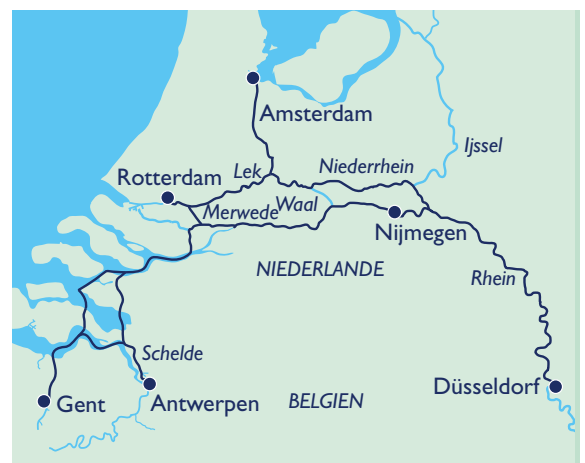 Amsterdam
Ijssel
Lek
Niederrhein
Rotterdam
Merwede
Waal
Nijmegen
NIEDERLANDE
Rhein
Schelde
Düsseldorf
Gent
Antwerpen
BELGIEN